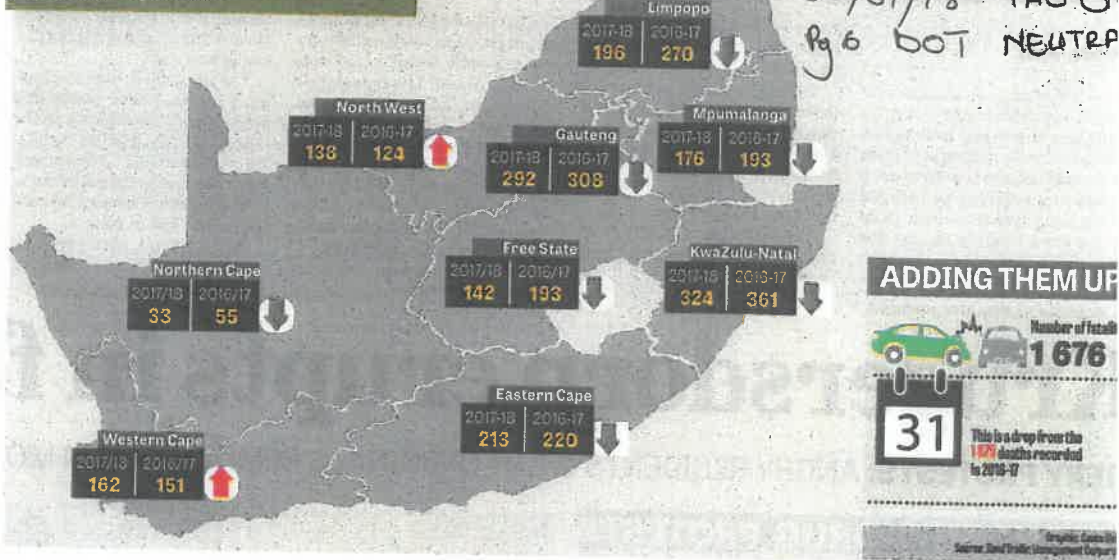 Limpopo
2017-18 2016-17
196 270
Pg 6 DOT
North West
2017-18 2016-17
138 124
Mpumalanga
2017-18 2016-17
176 193
Gauteng
2017-18 2016-17
292 308
Free State
2017/18 2016/17
142 193
KwaZulu-Natal
2017-18 2016-17
324 361
Northern Cape
2017/18 2016/17
33 55
ADDING THEM UP
Number of fatal
1 676
31
This is a drop from the
1 875 deaths recorded
in 2016-17
Eastern Cape
2017-18 2016-17
213 220
Western Cape
2017/18 2016/17
162 151